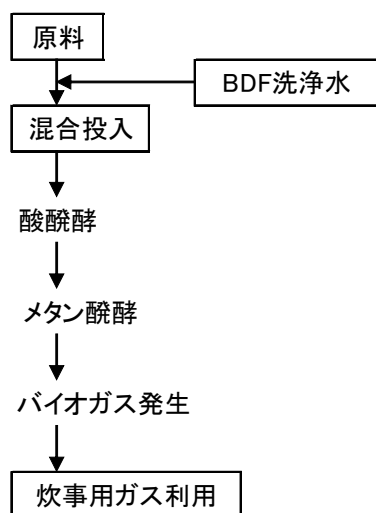 原料
BDF洗浄水
混合投入
酸醗酵
メタン醗酵
バイオガス発生
炊事用ガス利用